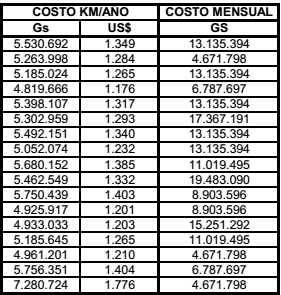 COSTO KM/ANO COSTO MENSUAL
Gs US$ GS
5.530.692 1.349 13.135.394
5.263.998 1.284 4.671.798
5.185.024 1.265 13.135.394
4.819.666 1.176 6.787.697
5.398.107 1.317 13.135.394
5.302.959 1.293 17.367.191
5.492.151 1.340 13.135.394
5.052.074 1.232 13.135.394
5.680.152 1.385 11.019.495
5.462.549 1.332 19.483.090
5.750.439 1.403 8.903.596
4.925.917 1.201 8.903.596
4.933.033 1.203 15.251.292
5.185.645 1.265 11.019.495
4.961.201 1.210 4.671.798
5.756.351 1.404 6.787.697
7.280.724 1.776 4.671.798